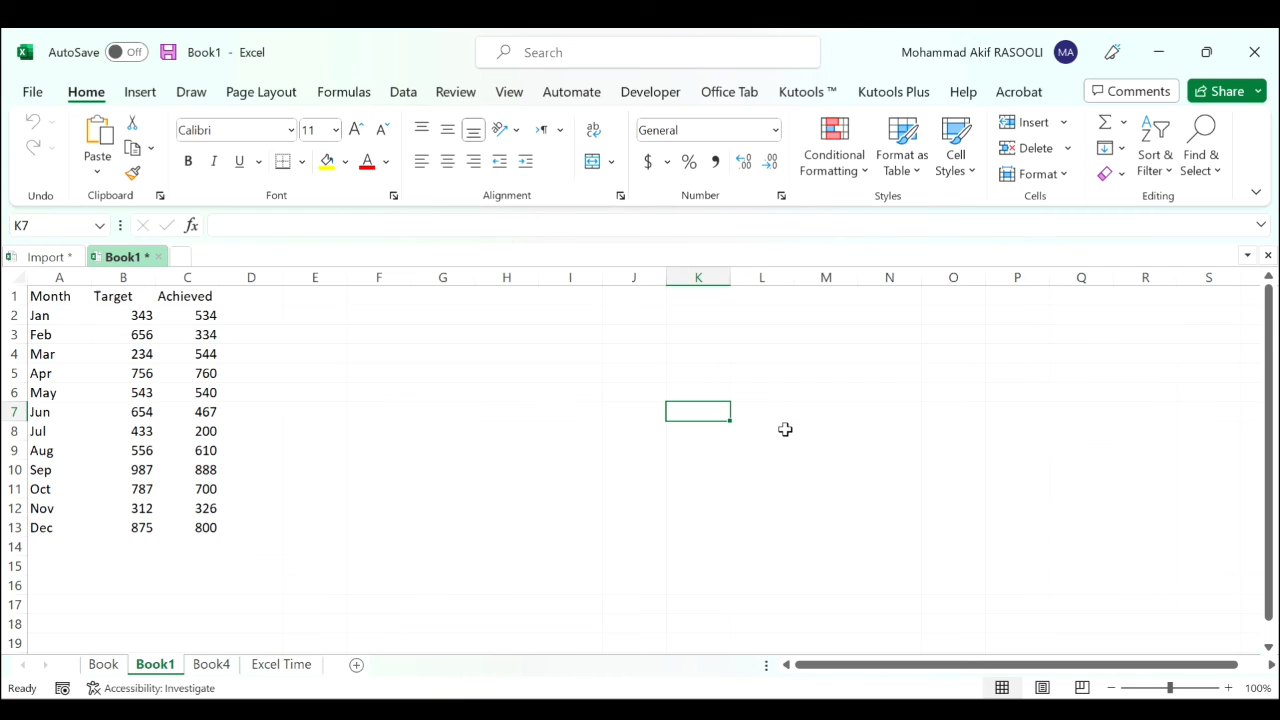 AutoSave Off Book1 - Excel Search Mohammad Akif RASOOLI MA
File Home Insert Draw Page Layout Formulas Data Review View Automate Developer Office Tab Kutools ™ Kutools Plus Help Acrobat Comments Share
Calibri 11 ab General Insert
Paste Conditional Formatting Format as Table Cell Styles Delete Sort & Filter Find & Select
B I U A $ % Format
Undo Clipboard Font Alignment Number Styles Cells Editing
K7 fx
Import * Book1 *
A B C D E F G H I J K L M N O P Q R S
1 Month Target Achieved
2 Jan 343 534
3 Feb 656 334
4 Mar 234 544
5 Apr 756 760
6 May 543 540
7 Jun 654 467
8 Jul 433 200
9 Aug 556 610
10 Sep 987 888
11 Oct 787 700
12 Nov 312 326
13 Dec 875 800
14
15
16
17
18
19
Book Book1 Book4 Excel Time
Ready Accessibility: Investigate 100%